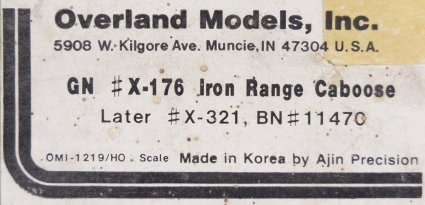 Overland Models, Inc.
5908 W. Kilgore Ave. Muncie, IN 47304 U.S.A.
GN #X-176 Iron Range Caboose
Later #X-321, BN#11470
OMI-1219/HO. Scale Made in Korea by Ajin Precision